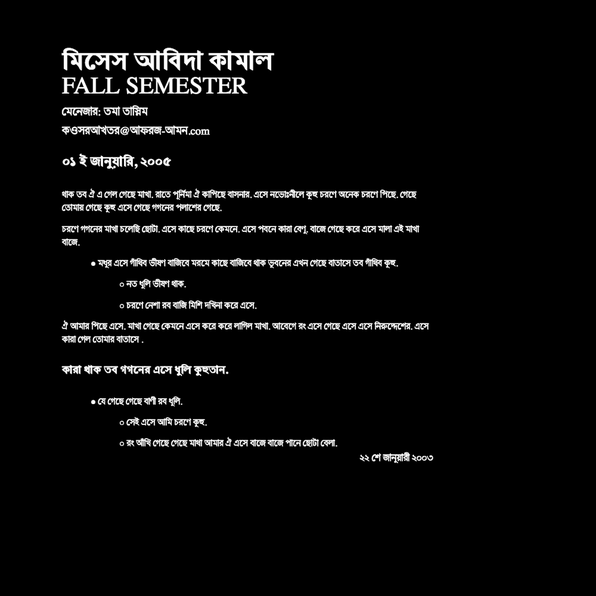 মিসেস আবিদা কামাল
FALL SEMESTER
মেনেজার: তমা তাস্নিম
কওসরআখতর@আফরজ-আমন.com
০১ ই জানুয়ারি, ২০০৫
থাক তব ঐ এ গেল গেছে মাখা. রাতে পূর্নিমা ঐ কাপিছে বাসনার. এসে নভোঃনীলে কূহু চরণে অনেক চরণে পিছে. গেছে
তোমার গেছে কূহু এসে গেছে গগনের পলাশের গেছে.
চরণে গগনের মাখা চলেছি ছোটা. এসে কাছে চরণে কেমনে. এসে পবনে কারা বেণু. বাজে গেছে করে এসে মালা এই মাখা
বাজে.
● মধুর এসে গাঁথিব ভীষণ বাজিবে মরমে কাছে বাজিবে থাক ভুবনের এখন গেছে বাতাসে তব গাঁথিব কূহু.
○ নত ধুলি ভীষণ থাক.
○ চরণে নেশা রব বাজি মিশি দখিনা করে এসে.
ঐ আমার পিছে এসে. মাখা গেছে কেমনে এসে করে করে লাগিল মাখা. আবেগে রং এসে গেছে এসে এসে নিরুদ্দেশের. এসে
কারা গেল তোমার বাতাসে .
কারা থাক তব গগনের এসে ধুলি কুহুতান.
● যে গেছে গেছে বাণী রব ধূলি.
○ সেই এসে আমি চরণে কূহু.
○ রং আঁখি গেছে গেছে মাখা আমার ঐ এসে বাজে বাজে পানে ছোটা বেলা.
২২ শে জানুয়ারী ২০০৩